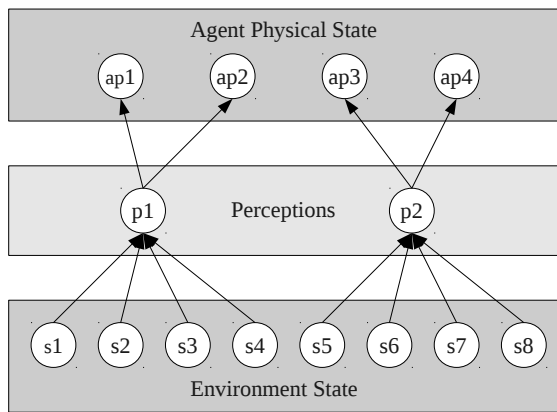 Agent Physical State
ap1 ap2 ap3 ap4
p1 Perceptions p2
s1 s2 s3 s4 s5 s6 s7 s8
Environment State